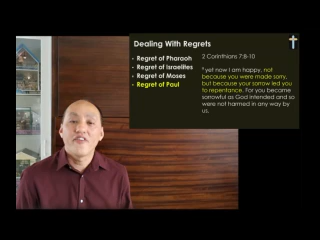 Dealing With Regrets
- Regret of Pharaoh
- Regret of Israelites
- Regret of Moses
- Regret of Paul
2 Corinthians 7:8-10
9 yet now I am happy, not
because you were made sorry,
but because your sorrow led you
to repentance. For you became
sorrowful as God intended and so
were not harmed in any way by
us.